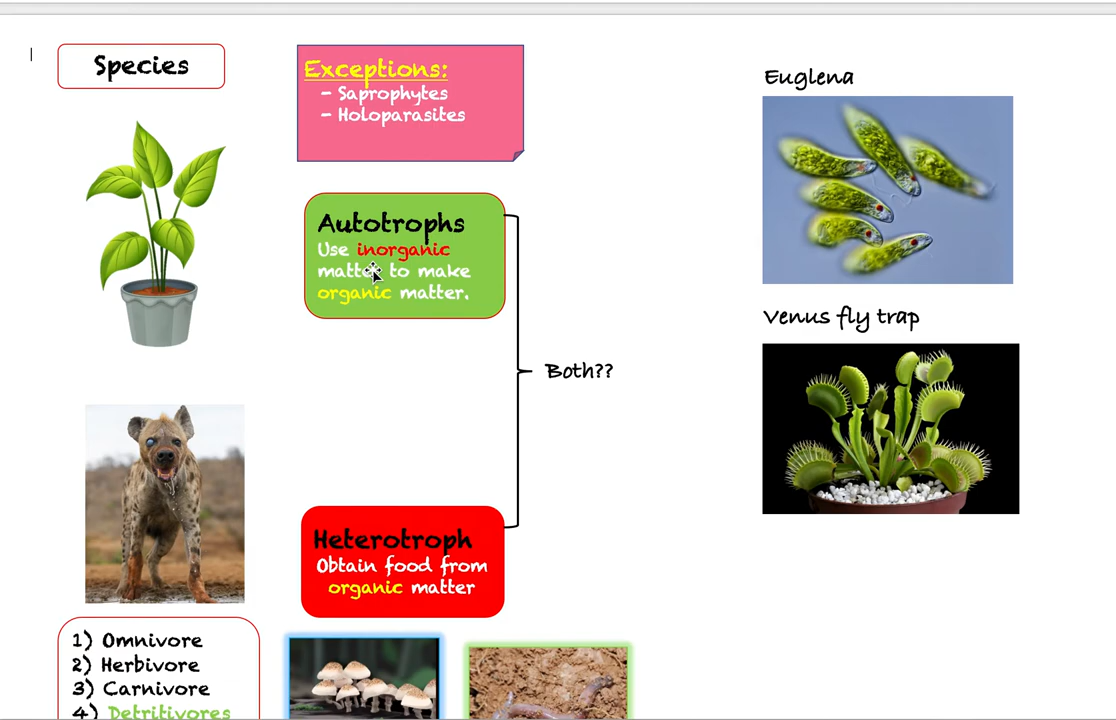 Species
Exceptions:
- Saprophytes
- Holoparasites
Autotrophs
Use inorganic
matter to make
organic matter.
Both??
Heterotroph
Obtain food from
organic matter
1) Omnivore
2) Herbivore
3) Carnivore
4) Detritivores
Euglena
Venus fly trap